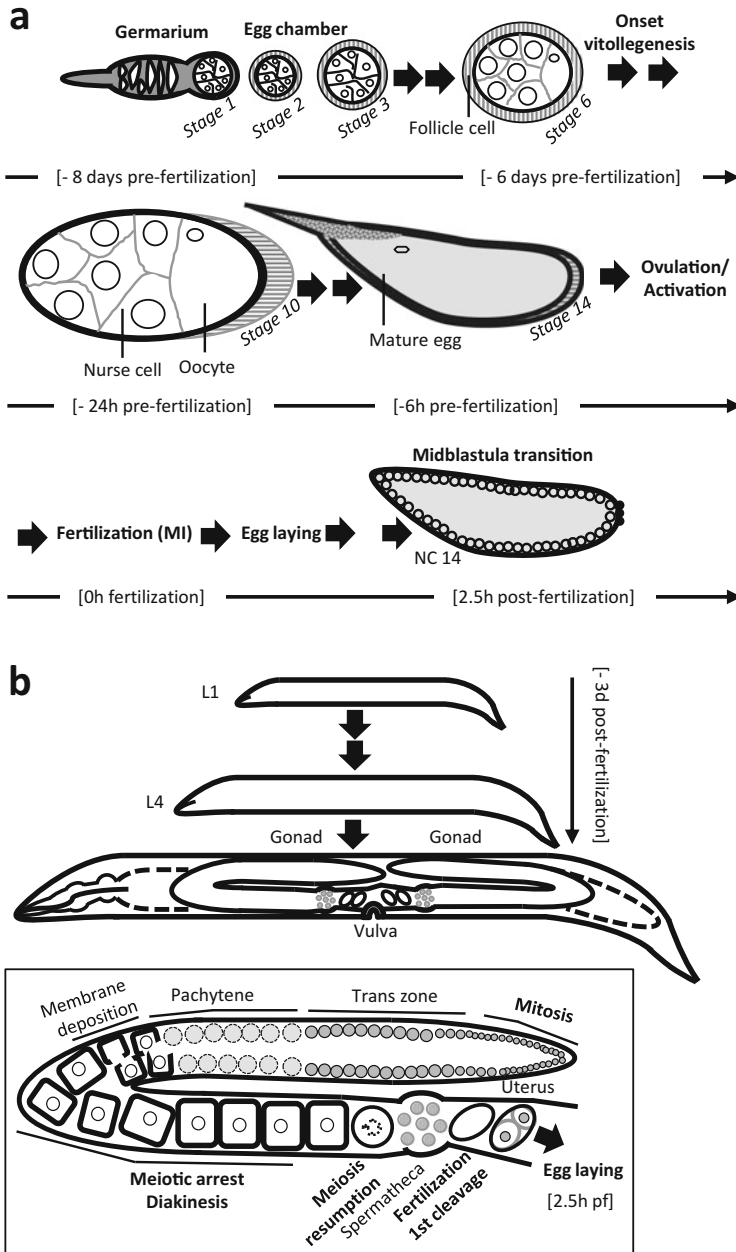 a
Germarium
Egg chamber
Onset
vitollegenesis
Stage 1
Stage 2
Stage 3
Follicle cell
Stage 6
[- 8 days pre-fertilization]
[- 6 days pre-fertilization]
Nurse cell
Oocyte
Stage 10
Mature egg
Stage 14
Ovulation/
Activation
[- 24h pre-fertilization]
[-6h pre-fertilization]
Midblastula transition
Fertilization (MI)
Egg laying
NC 14
[0h fertilization]
[2.5h post-fertilization]
b
L1
L4
[- 3d post-fertilization]
Gonad
Gonad
Vulva
Membrane
deposition
Pachytene
Trans zone
Mitosis
Uterus
Meiotic arrest
Diakinesis
Meiosis
resumption
Spermatheca
Fertilization
1st cleavage
Egg laying
[2.5h pf]